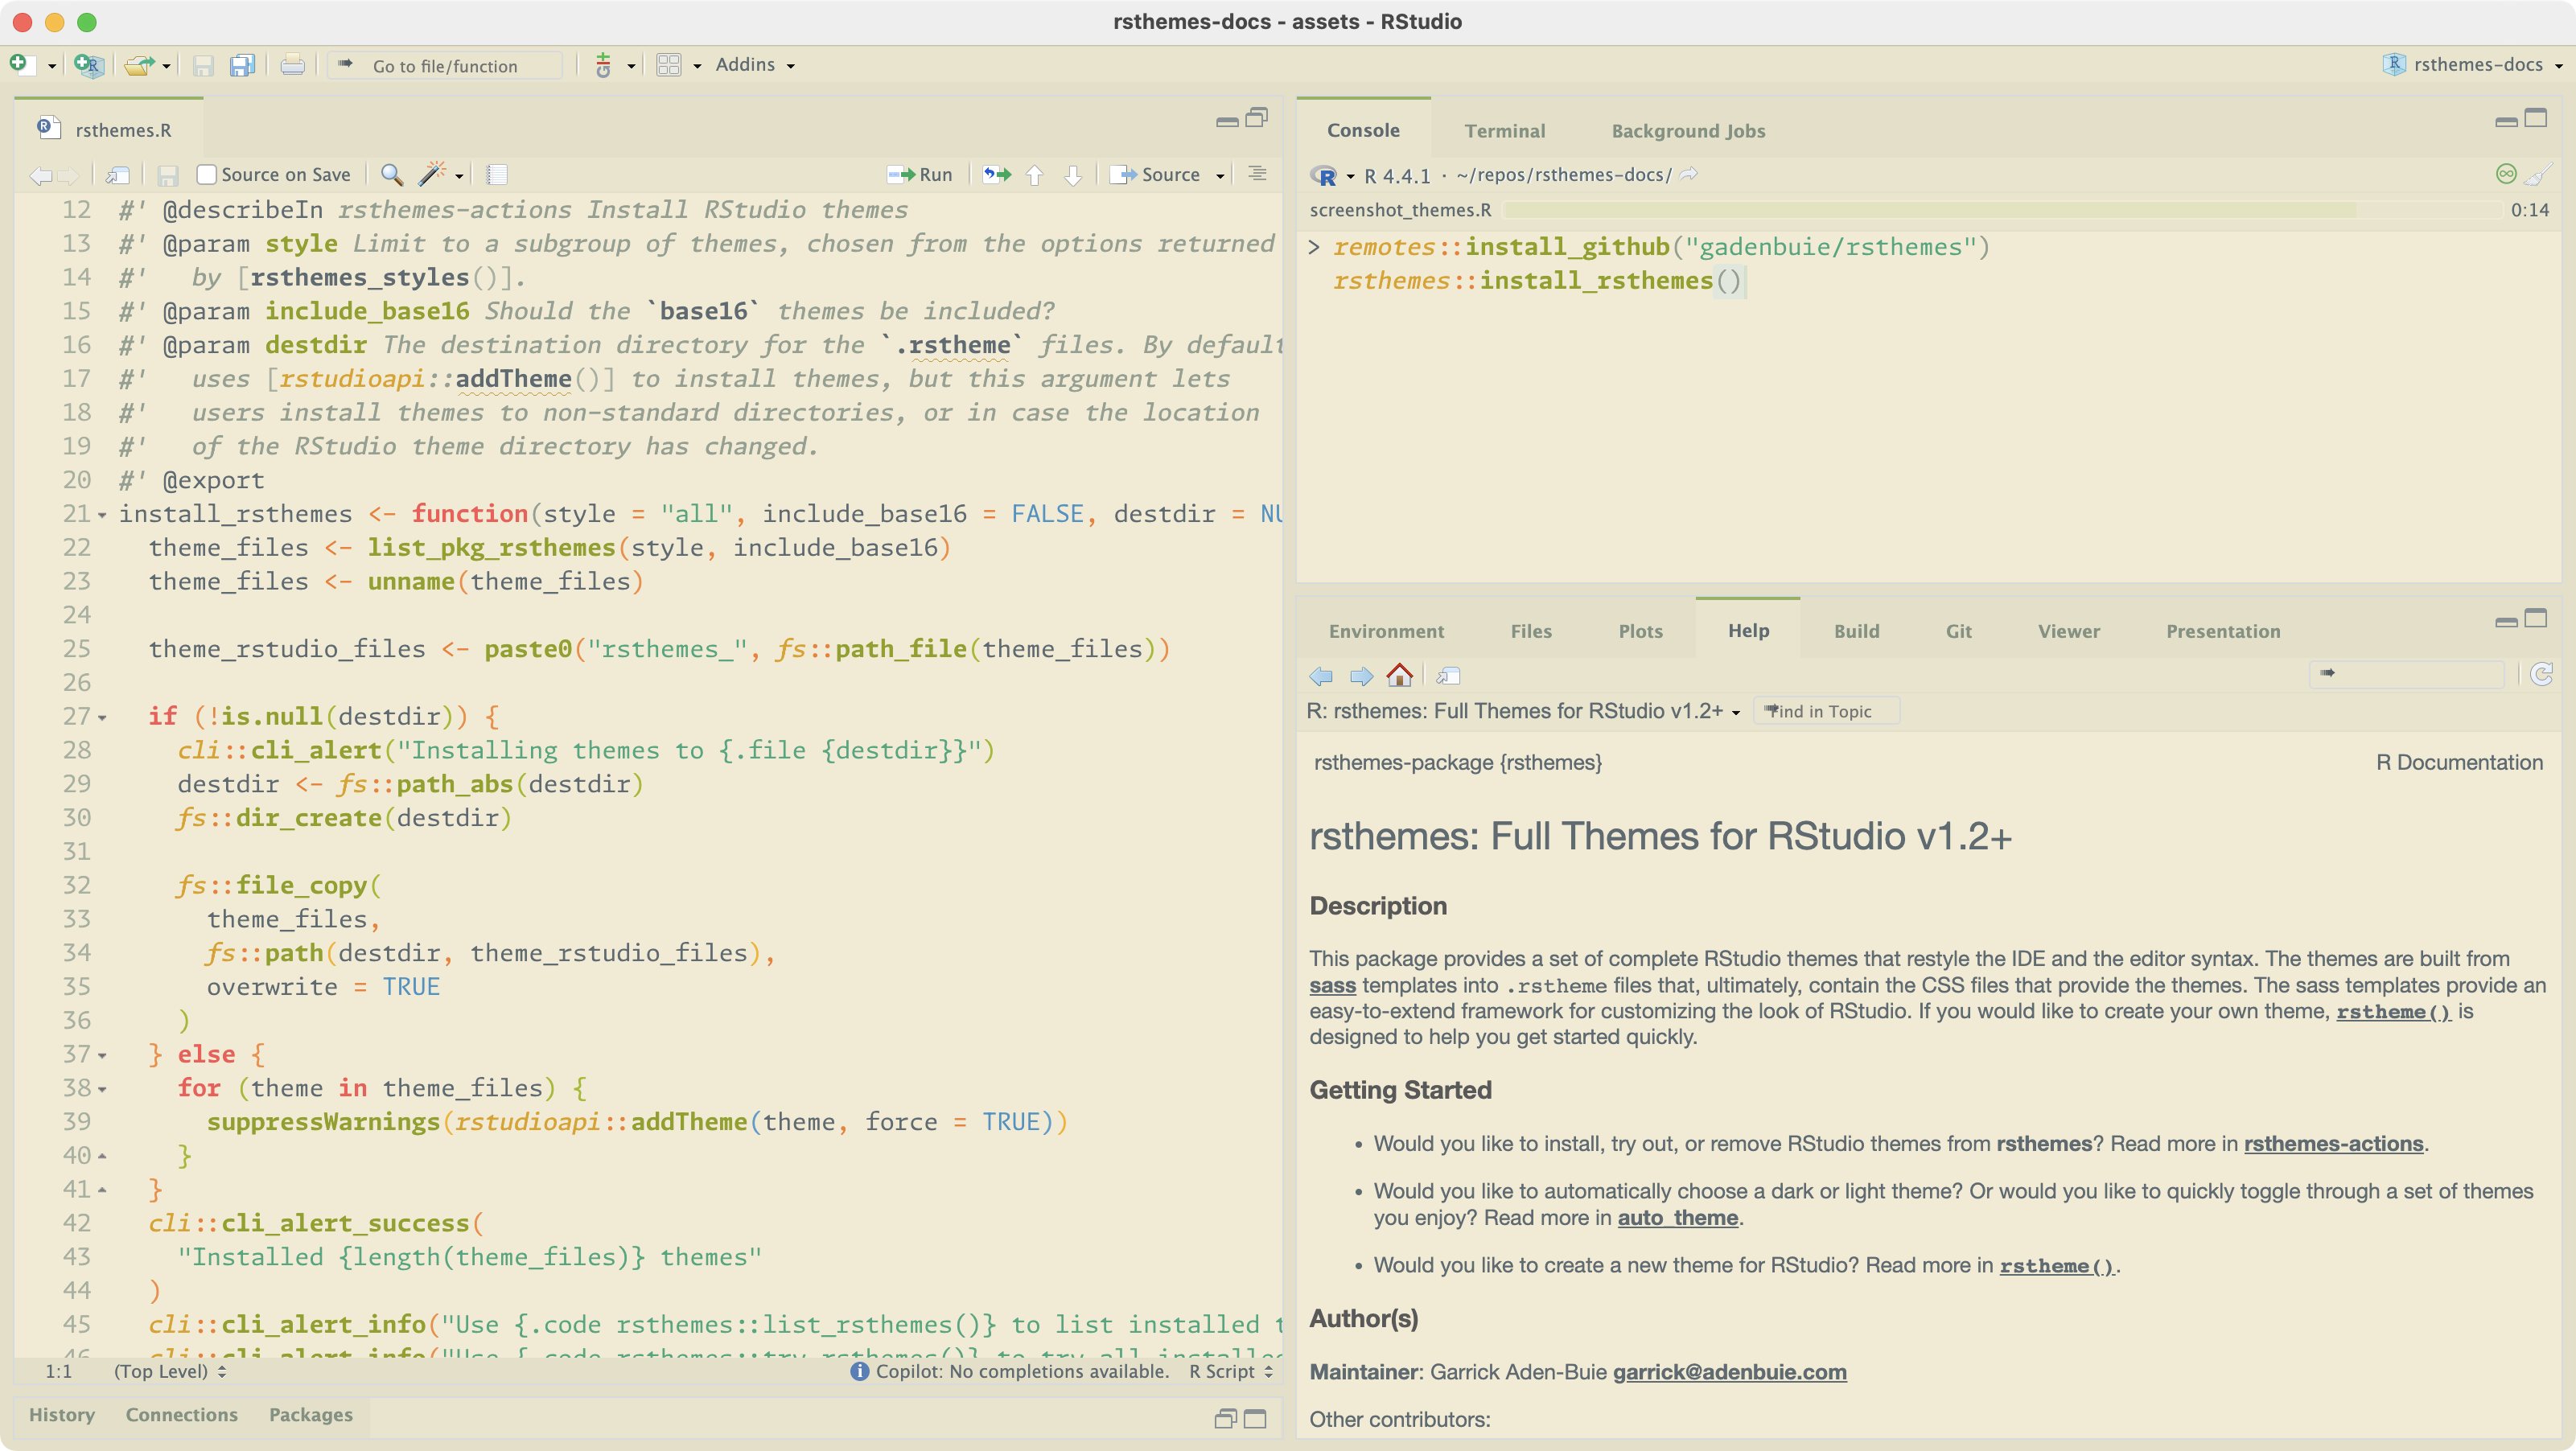 rsthemes-docs - assets - RStudio
Go to file/function
Addins
rsthemes-docs
rsthemes.R
Source on Save
Run
Source
12 #' @describeIn rsthemes-actions Install RStudio themes
13 #' @param style Limit to a subgroup of themes, chosen from the options returned
14 #'   by [rsthemes_styles()].
15 #' @param include_base16 Should the `base16` themes be included?
16 #' @param destdir The destination directory for the `.rstheme` files. By default
17 #'   uses [rstudioapi::addTheme()] to install themes, but this argument lets
18 #'   users install themes to non-standard directories, or in case the location
19 #'   of the RStudio theme directory has changed.
20 #' @export
21 install_rsthemes <- function(style = "all", include_base16 = FALSE, destdir = NU
22   theme_files <- list_pkg_rsthemes(style, include_base16)
23   theme_files <- unname(theme_files)
24
25   theme_rstudio_files <- paste0("rsthemes_", fs::path_file(theme_files))
26
27   if (!is.null(destdir)) {
28     cli::cli_alert("Installing themes to {.file {destdir}}")
29     destdir <- fs::path_abs(destdir)
30     fs::dir_create(destdir)
31
32     fs::file_copy(
33       theme_files,
34       fs::path(destdir, theme_rstudio_files),
35       overwrite = TRUE
36     )
37   } else {
38     for (theme in theme_files) {
39       suppressWarnings(rstudioapi::addTheme(theme, force = TRUE))
40     }
41   }
42   cli::cli_alert_success(
43     "Installed {length(theme_files)} themes"
44   )
45   cli::cli_alert_info("Use {.code rsthemes::list_rsthemes()} to list installed t
46   cli::cli_alert_info("Use {.code rsthemes::try_rsthemes()} to try all installed
1:1 (Top Level)
Copilot: No completions available. R Script
History Connections Packages
Console Terminal Background Jobs
R 4.4.1 · ~/repos/rsthemes-docs/
screenshot_themes.R 0:14
> remotes::install_github("gadenbuie/rsthemes")
  rsthemes::install_rsthemes()
Environment Files Plots Help Build Git Viewer Presentation
R: rsthemes: Full Themes for RStudio v1.2+ Find in Topic
rsthemes-package {rsthemes} R Documentation
rsthemes: Full Themes for RStudio v1.2+
Description
This package provides a set of complete RStudio themes that restyle the IDE and the editor syntax. The themes are built from
sass templates into .rstheme files that, ultimately, contain the CSS files that provide the themes. The sass templates provide an
easy-to-extend framework for customizing the look of RStudio. If you would like to create your own theme, rstheme() is
designed to help you get started quickly.
Getting Started
• Would you like to install, try out, or remove RStudio themes from rsthemes? Read more in rsthemes-actions.
• Would you like to automatically choose a dark or light theme? Or would you like to quickly toggle through a set of themes
you enjoy? Read more in auto_theme.
• Would you like to create a new theme for RStudio? Read more in rstheme().
Author(s)
Maintainer: Garrick Aden-Buie garrick@adenbuie.com
Other contributors: